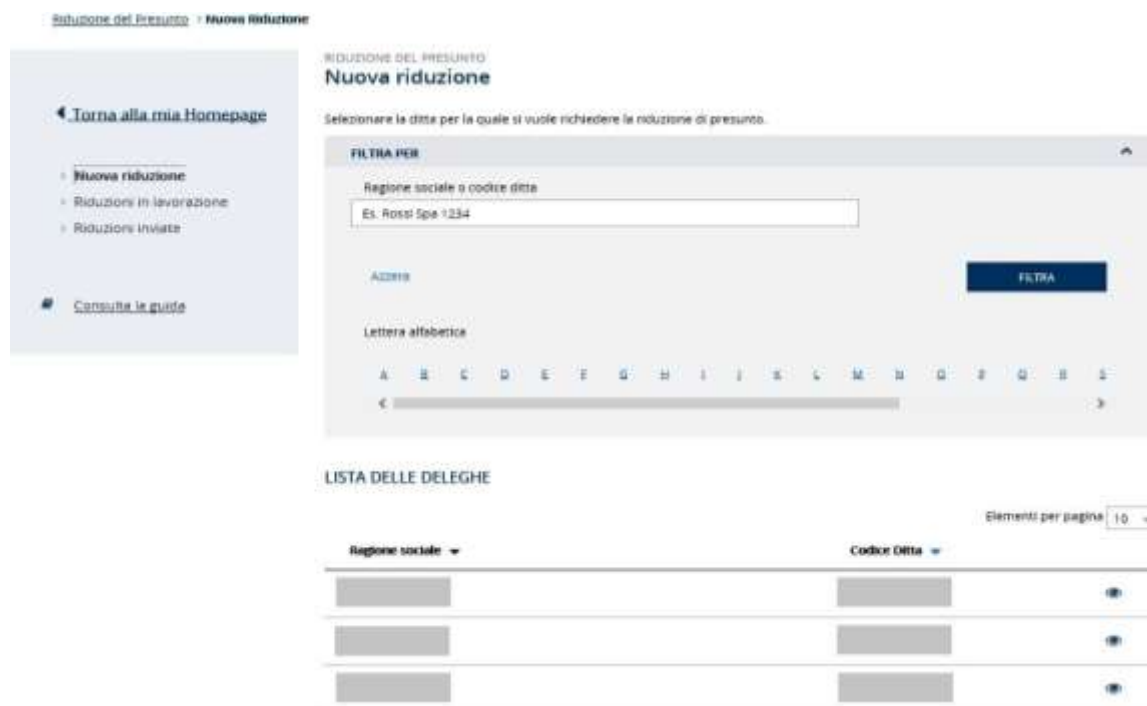 Riduzione del Presunto › Nuova Riduzione
RIDUZIONE DEL PRESUNTO
Nuova riduzione
Torna alla mia Homepage
Selezionare la ditta per la quale si vuole richiedere la riduzione di presunto.
Nuova riduzione
Riduzioni in lavorazione
Riduzioni inviate
Consulta le guida
FILTRA PER
Ragione sociale o codice ditta
Es. Rossi Spa 1234
Azzera
FILTRA
Lettera alfabetica
A B C D E F G H I J K L M N O P Q R S
LISTA DELLE DELEGHE
Elementi per pagina 10
Ragione sociale Codice Ditta